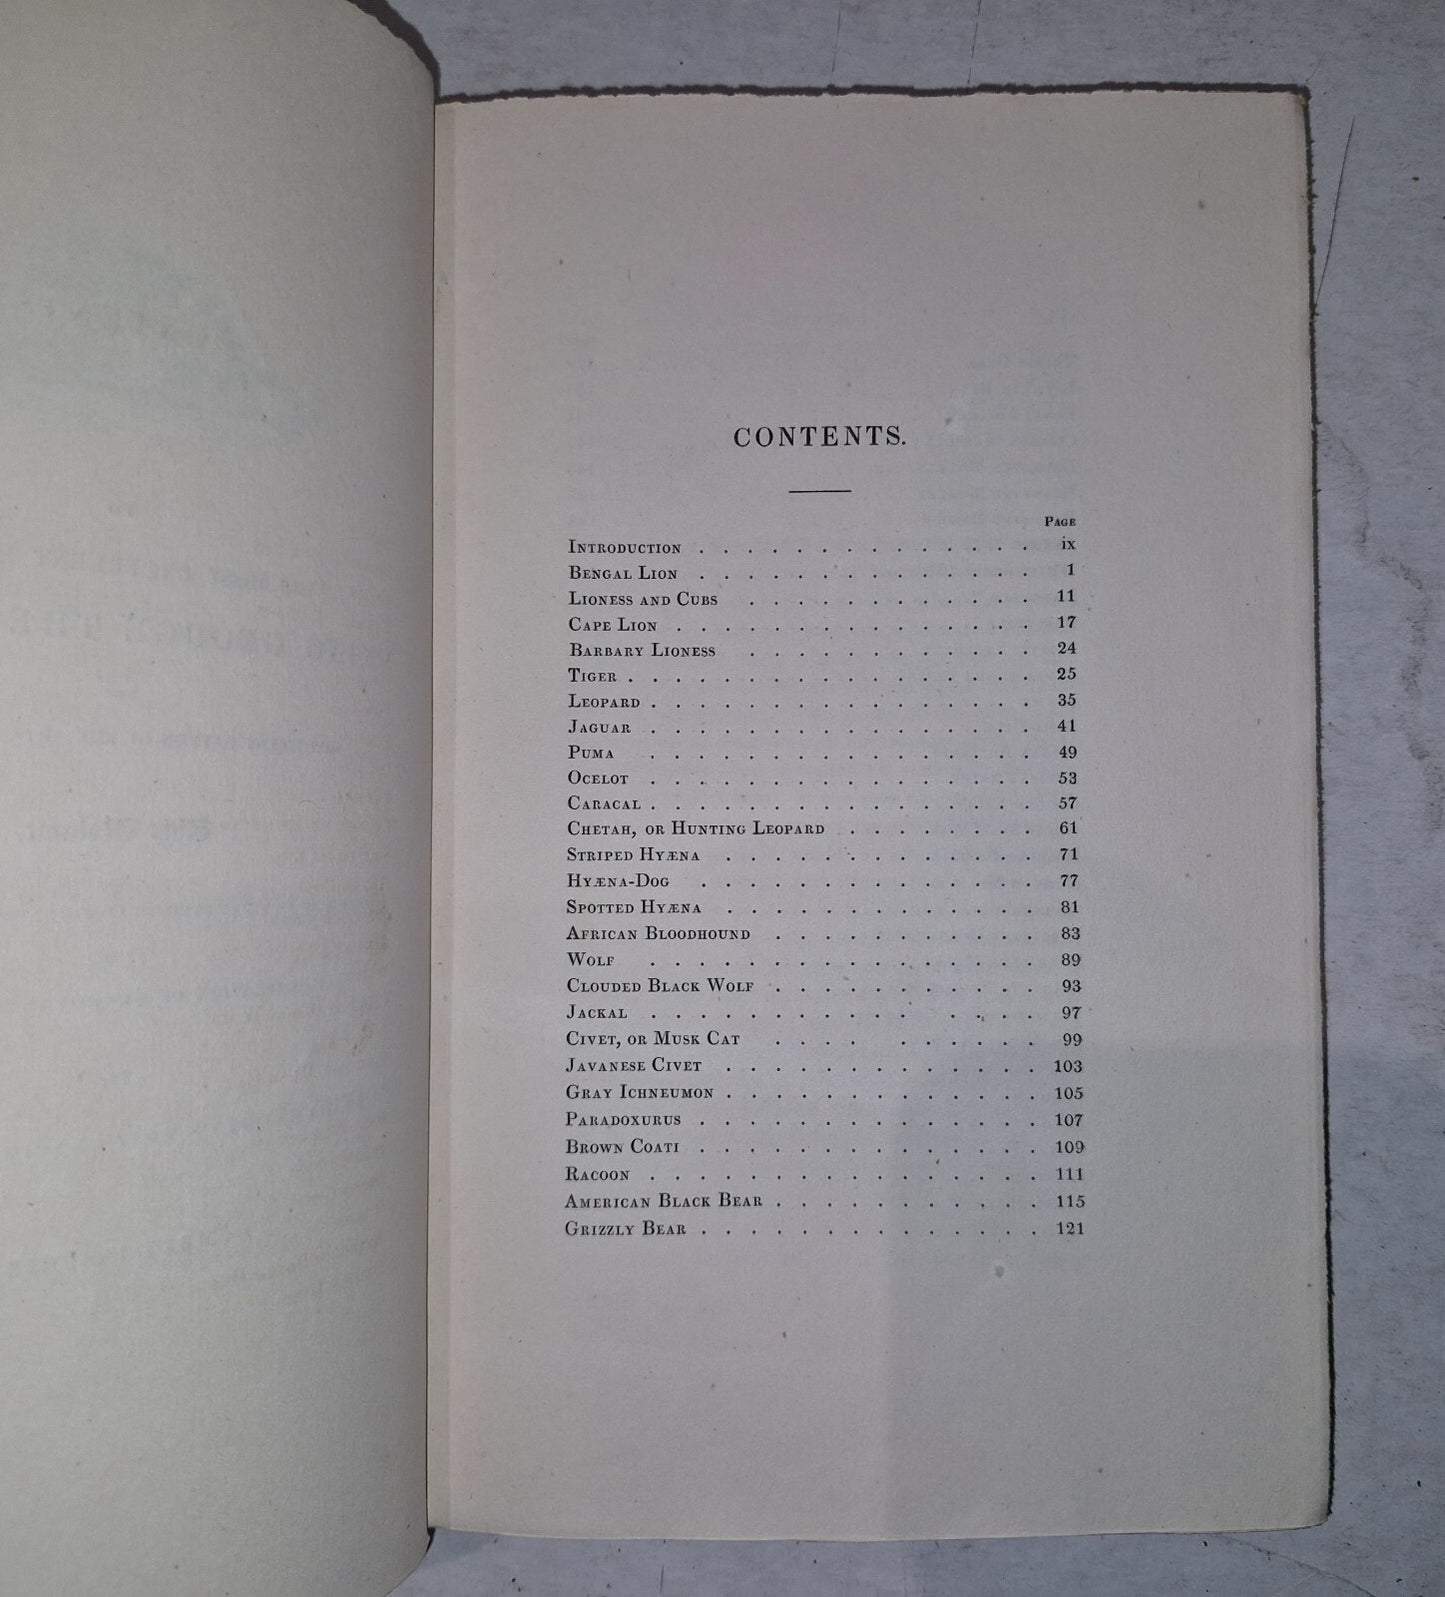 CONTENTS.
PAGE
INTRODUCTION . . . . . . . . . . . . . . ix
BENGAL LION . . . . . . . . . . . . . . 1
LIONESS AND CUBS . . . . . . . . . . . . 11
CAPE LION . . . . . . . . . . . . . . . 17
BARBARY LIONESS . . . . . . . . . . . . 24
TIGER . . . . . . . . . . . . . . . . . 25
LEOPARD . . . . . . . . . . . . . . . . 35
JAGUAR . . . . . . . . . . . . . . . . 41
PUMA . . . . . . . . . . . . . . . . 49
OCELOT . . . . . . . . . . . . . . . . 53
CARACAL . . . . . . . . . . . . . . . . 57
CHETAH, OR HUNTING LEOPARD . . . . . . . . 61
STRIPED HYÆNA . . . . . . . . . . . . . 71
HYÆNA-DOG . . . . . . . . . . . . . . 77
SPOTTED HYÆNA . . . . . . . . . . . . . 81
AFRICAN BLOODHOUND . . . . . . . . . . . 83
WOLF . . . . . . . . . . . . . . . . 89
CLOUDED BLACK WOLF . . . . . . . . . . . 93
JACKAL . . . . . . . . . . . . . . . 97
CIVET, OR MUSK CAT . . . . . . . . . . 99
JAVANESE CIVET . . . . . . . . . . . . . 103
GRAY ICHNEUMON . . . . . . . . . . . . . 105
PARADOXURUS . . . . . . . . . . . . . . 107
BROWN COATI . . . . . . . . . . . . . . 109
RACOON . . . . . . . . . . . . . . . . 111
AMERICAN BLACK BEAR . . . . . . . . . . . 115
GRIZZLY BEAR . . . . . . . . . . . . . . 121